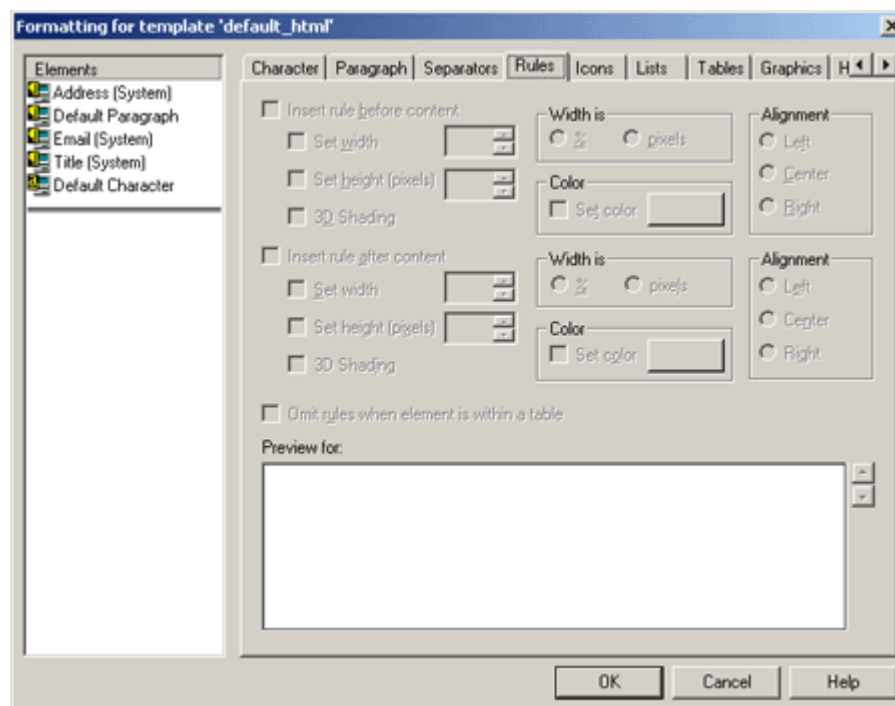 Formatting for template 'default_html'
Elements
Address (System)
Default Paragraph
Email (System)
Title (System)
Default Character
Character Paragraph Separators Rules Icons Lists Tables Graphics H
Insert rule before content
Set width
Set height (pixels)
3D Shading
Width is
% pixels
Color
Set color
Alignment
Left
Center
Right
Insert rule after content
Set width
Set height (pixels)
3D Shading
Width is
% pixels
Color
Set color
Alignment
Left
Center
Right
Omit rules when element is within a table
Preview for:
OK Cancel Help